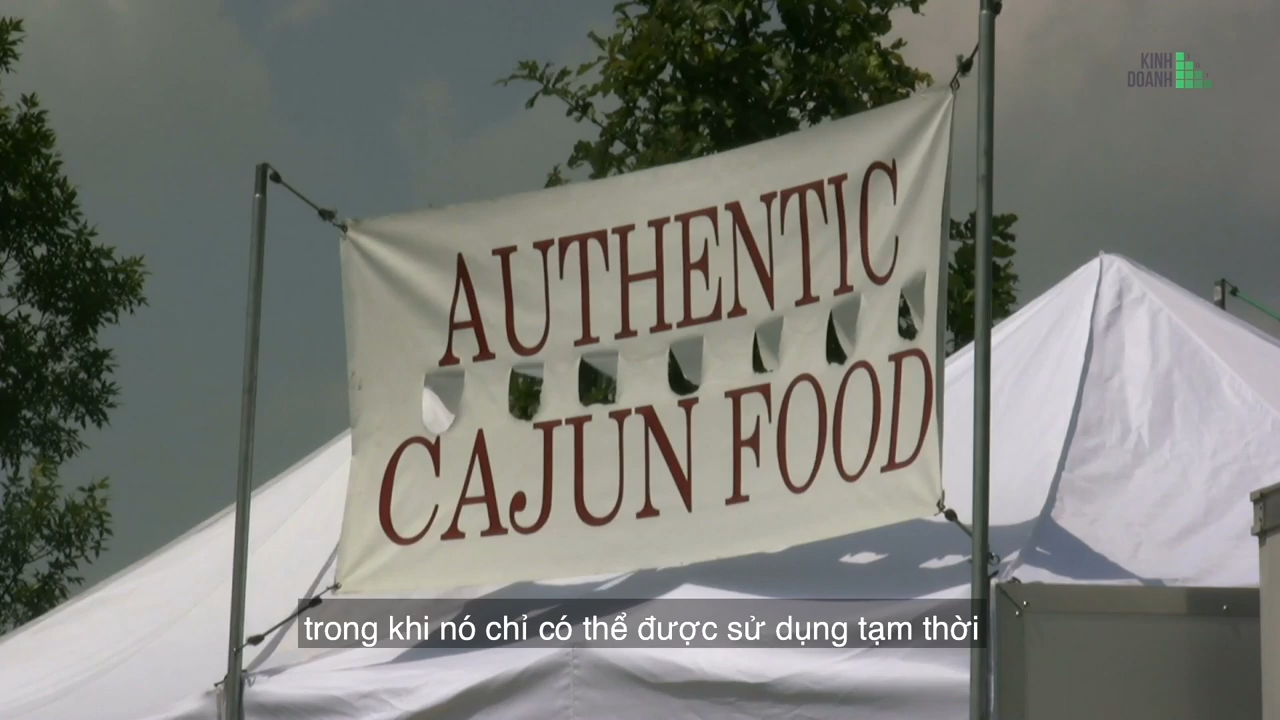 KINH
DOANH
AUTHENTIC
CAJUN FOOD
trong khi nó chỉ có thể được sử dụng tạm thời